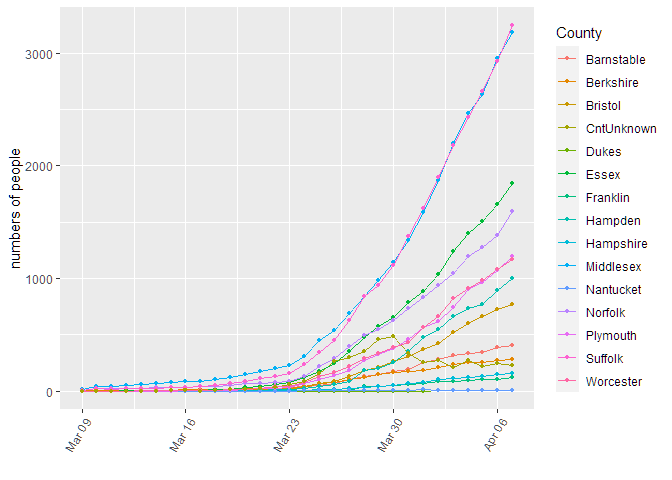 County
3000
2000
1000
0
numbers of people
Barnstable
Berkshire
Bristol
CntUnknown
Dukes
Essex
Franklin
Hampden
Hampshire
Middlesex
Nantucket
Norfolk
Plymouth
Suffolk
Worcester
Mar 09
Mar 16
Mar 23
Mar 30
Apr 06